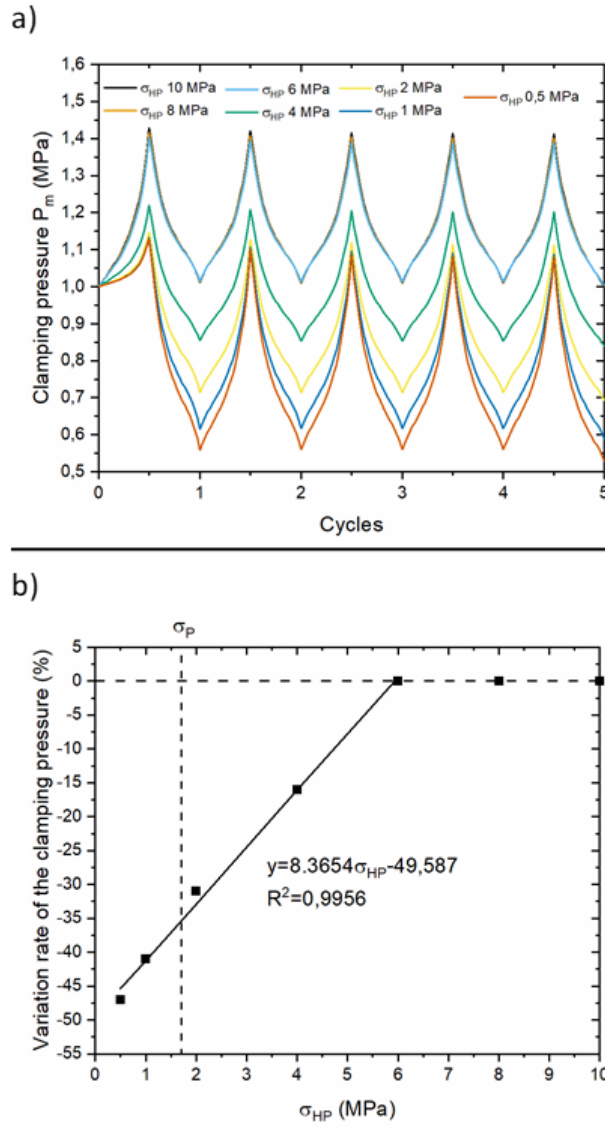 a)
1,6
1,5
1,4
1,3
1,2
1,1
1,0
0,9
0,8
0,7
0,6
0,5
Clamping pressure Pₘ (MPa)
σHP 10 MPa σHP 6 MPa σHP 2 MPa σHP 0,5 MPa
σHP 8 MPa σHP 4 MPa σHP 1 MPa
0 1 2 3 4 5
Cycles
b)
σP
5
0
-5
-10
-15
-20
-25
-30
-35
-40
-45
-50
-55
Variation rate of the clamping pressure (%)
y=8.3654σHP-49,587
R²=0,9956
0 1 2 3 4 5 6 7 8 9 10
σHP (MPa)